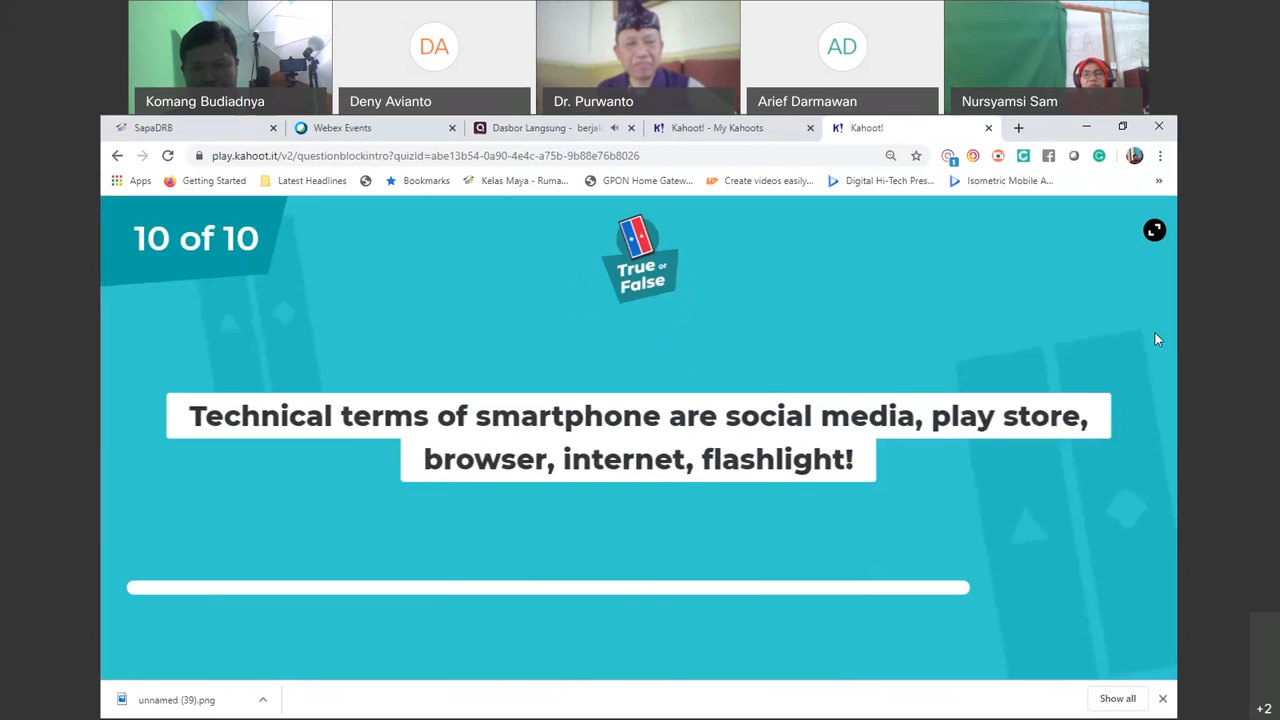 DA
AD
Komang Budiadnya
Deny Avianto
Dr. Purwanto
Arief Darmawan
Nursyamsi Sam
SapaDRB
Webex Events
Dasbor Langsung - berjal
Kahoot! - My Kahoots
Kahoot!
play.kahoot.it/v2/questionblockintro?quizId=abe13b54-0a90-4e4c-a75b-9b88e76b8026
1
Apps
Getting Started
Latest Headlines
Bookmarks
Kelas Maya - Ruma...
GPON Home Gatew...
Create videos easily...
Digital Hi-Tech Pres...
Isometric Mobile A...
10 of 10
True or
False
Technical terms of smartphone are social media, play store,
browser, internet, flashlight!
unnamed (39).png
Show all
+2